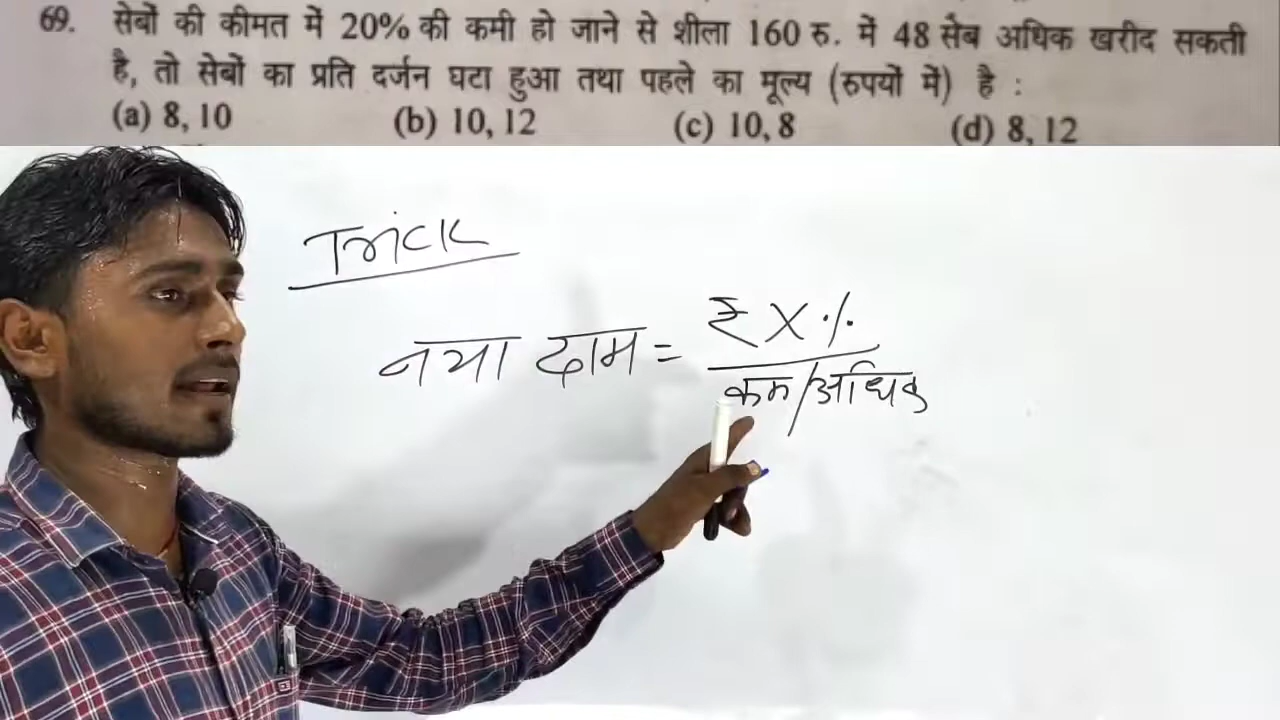 69. सेबों की कीमत में 20% की कमी हो जाने से शीला 160 रु. में 48 सेब अधिक खरीद सकती
है, तो सेबों का प्रति दर्जन घटा हुआ तथा पहले का मूल्य (रुपयों में) है :
(a) 8, 10 (b) 10, 12 (c) 10, 8 (d) 8, 12
Trick
नया दाम = ₹ X %
कम/अधिक